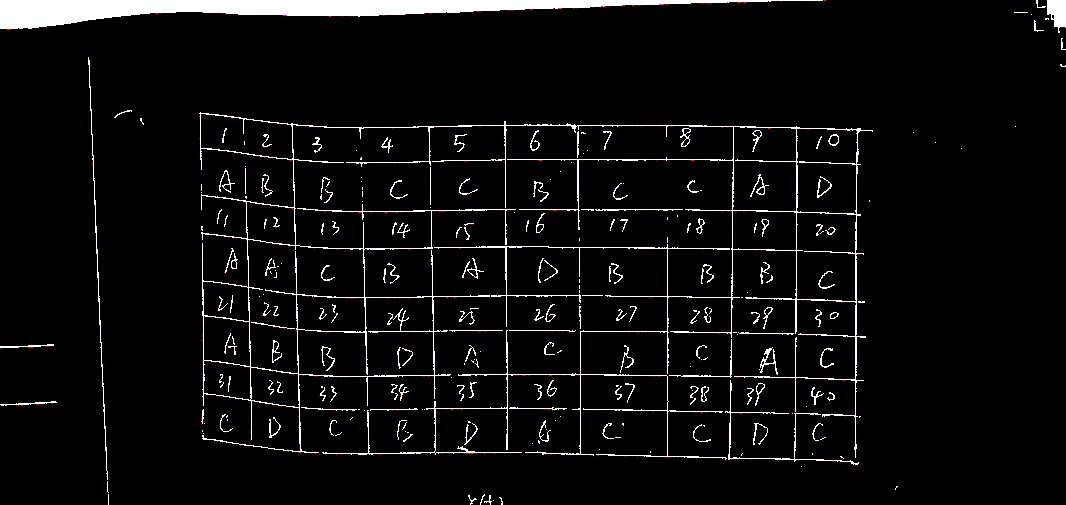 1 2 3 4 5 6 7 8 9 10
A B B C C B C C A D
11 12 13 14 15 16 17 18 19 20
A A C B A D B B B C
21 22 23 24 25 26 27 28 29 30
A B B D A C B C A C
31 32 33 34 35 36 37 38 39 40
C D C B D A C C D C